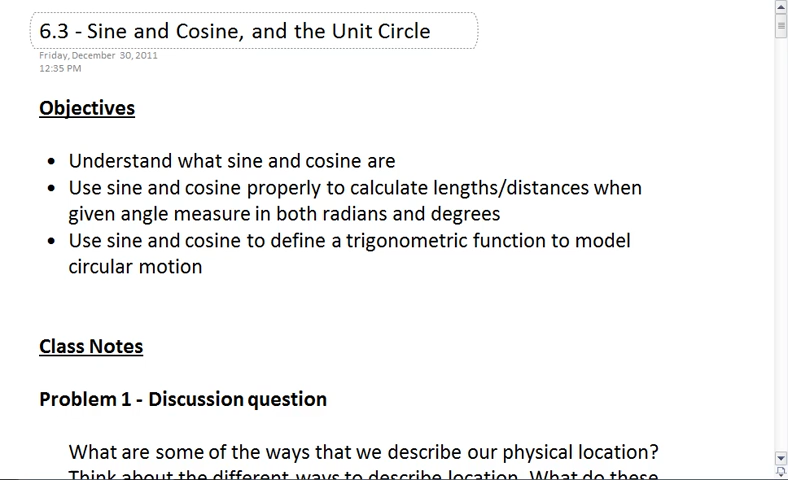 6.3 - Sine and Cosine, and the Unit Circle
Friday, December 30, 2011
12:35 PM
Objectives
• Understand what sine and cosine are
• Use sine and cosine properly to calculate lengths/distances when
given angle measure in both radians and degrees
• Use sine and cosine to define a trigonometric function to model
circular motion
Class Notes
Problem 1 - Discussion question
What are some of the ways that we describe our physical location?
Think about the different ways to describe location. What do these